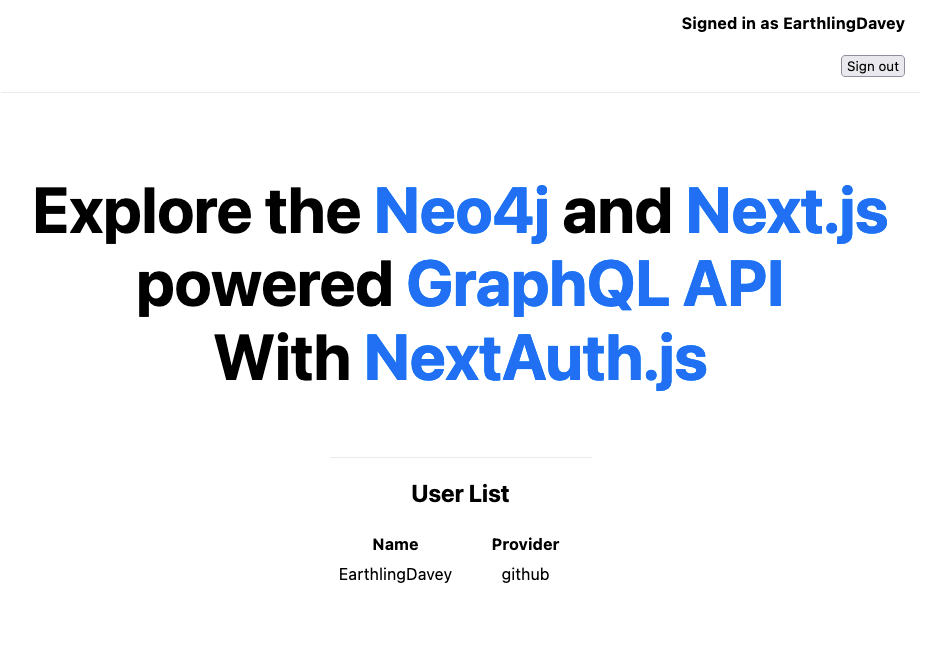 Signed in as EarthlingDavey
Sign out
Explore the Neo4j and Next.js
powered GraphQL API
With NextAuth.js
User List
Name Provider
EarthlingDavey github